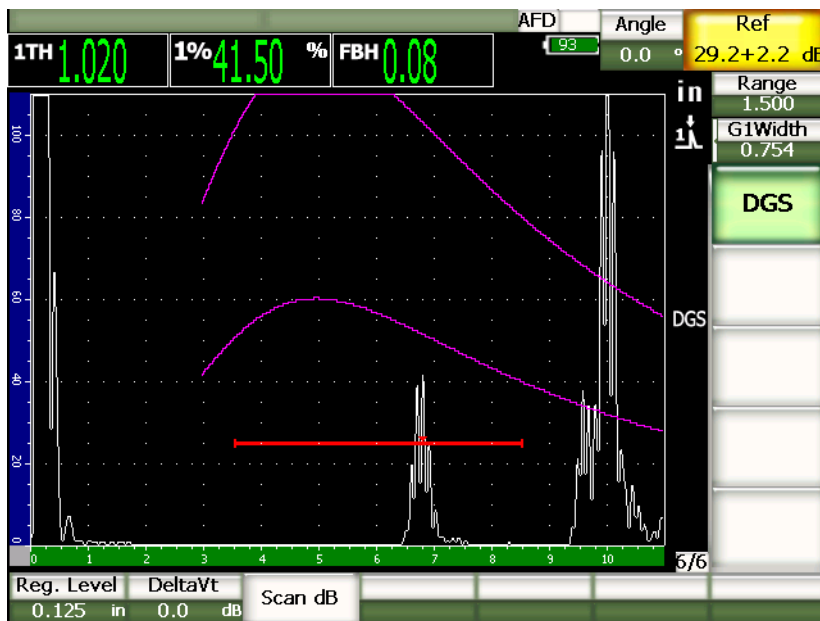 AFD
93
Angle
0.0 °
Ref
29.2+2.2 dB
1TH 1.020
1% 41.50 %
FBH 0.08
in
Range
1.500
1
G1Width
0.754
DGS
DGS
100
80
60
40
20
0
0 1 2 3 4 5 6 7 8 9 10
6/6
Reg. Level
0.125 in
DeltaVt
0.0 dB
Scan dB